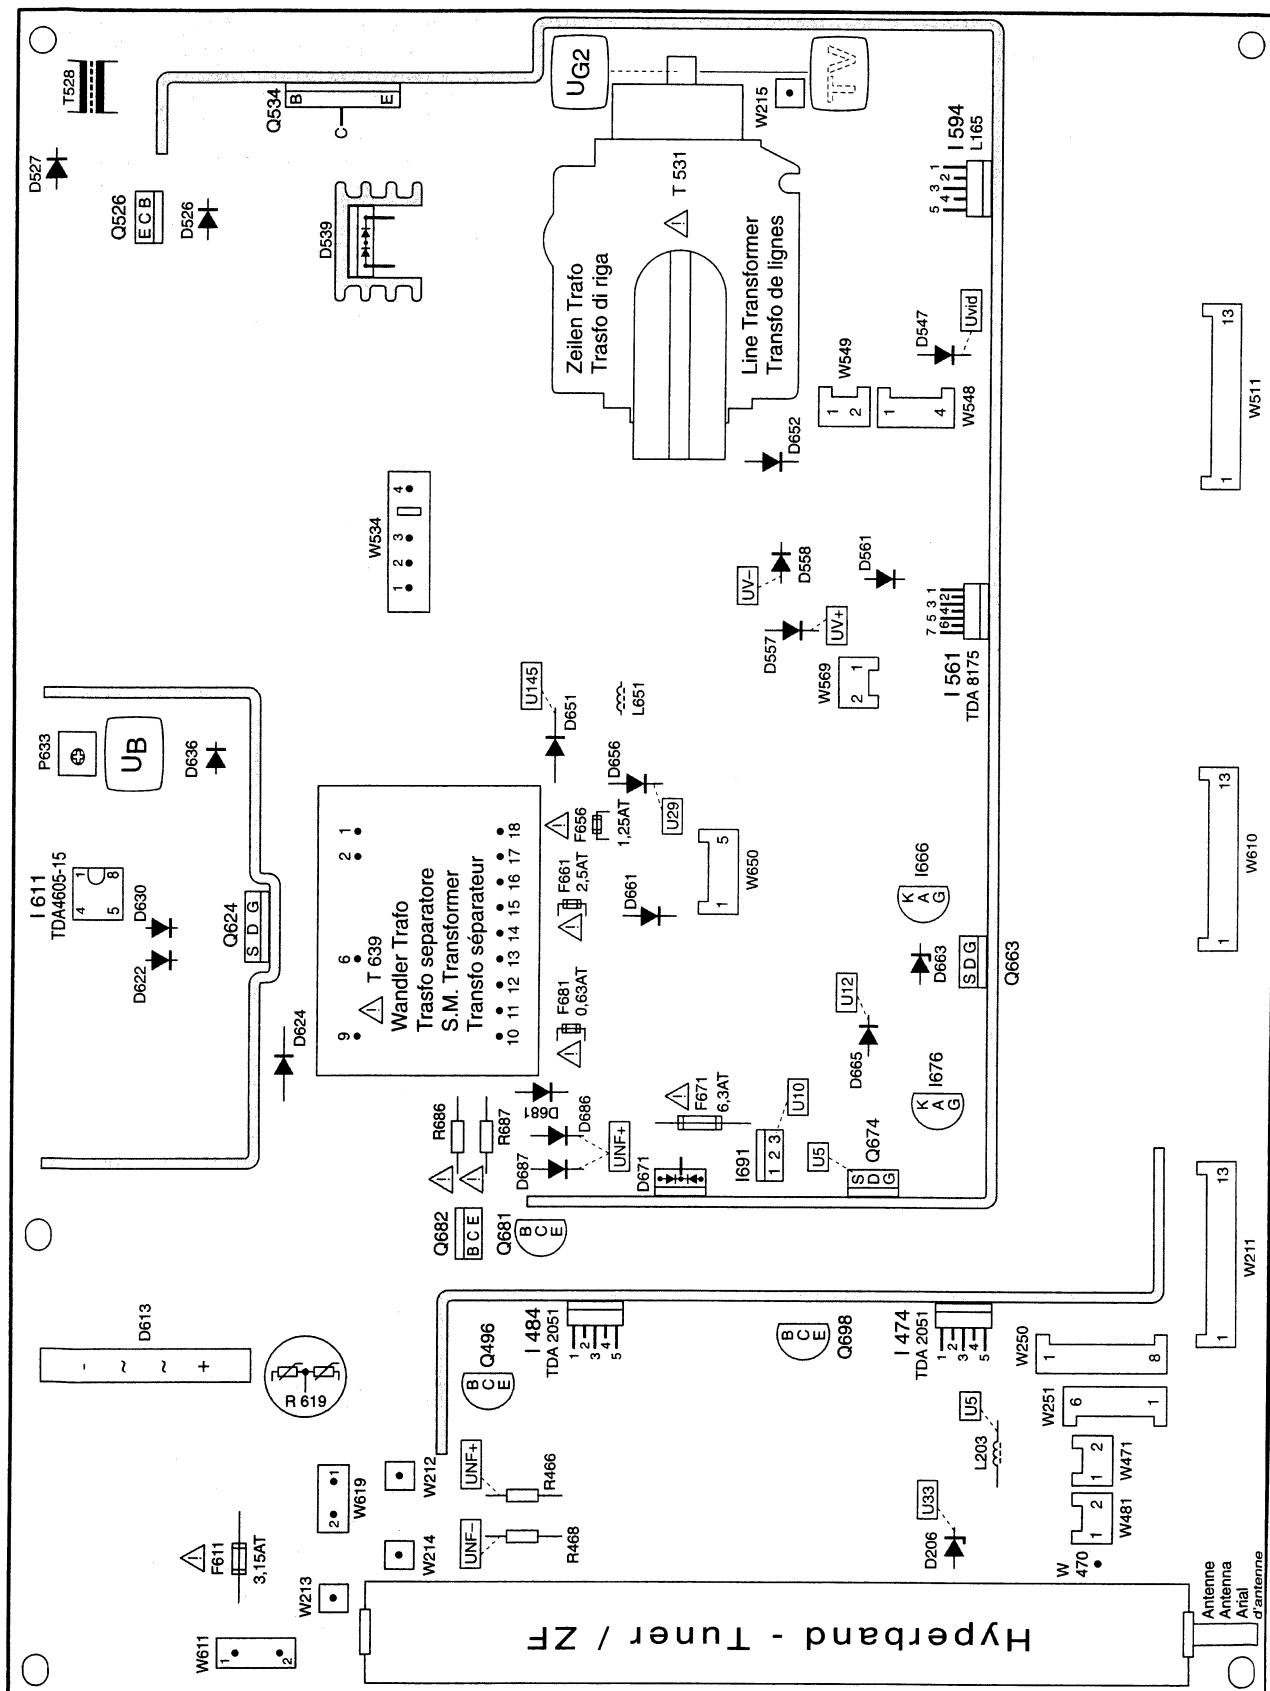 T528
D527
Q526
E C B
D526
Q534
B
E
C
D539
UG2
TV
W215
I 594
L165
1
2
3
4
5
T 531
Zeilen Trafo
Trasfo di riga
Line Transformer
Transfo de lignes
D547
Uvid
W549
1
2
W548
1
4
D652
W511
1
13
W534
1 2 3 4
UV–
D558
D561
D557
UV+
W569
2 1
7 5 3 1
6 4 2
I 561
TDA 8175
U145
D651
L651
P633
UB
D636
I 611
TDA4605-15
4 1
5 8
D630
D622
Q624
S D G
D624
1
2
6
9
T 639
Wandler Trafo
Trasfo separatore
S.M. Transformer
Transfo séparateur
10 11 12 13 14 15 16 17 18
F656
1,25AT
F661
2,5AT
F681
0,63AT
D656
U29
D661
W650
1 5
I666
K
A
G
D663
S D G
Q663
U12
D665
W610
1
13
I676
K
A
G
R686
R687
D681
D686
D687
UNF+
F671
6,3AT
D671
I691
1 2 3
U10
U5
Q674
S
D
G
Q682
B C E
Q681
B
C
E
W211
1
13
D613
-
~
~
+
R 619
Q496
B
C
E
I 484
TDA 2051
1
2
3
4
5
Q698
B
C
E
I 474
TDA 2051
1
2
3
4
5
W250
1
8
W251
6
1
U5
L203
W471
1 2
W481
1 2
W
470
U33
D206
W212
UNF+
R466
W214
UNF–
R468
W619
2 1
F611
3,15AT
W213
W611
1
2
Hyperband - Tuner / ZF
Antenne
Antenna
Arial
d'antenne